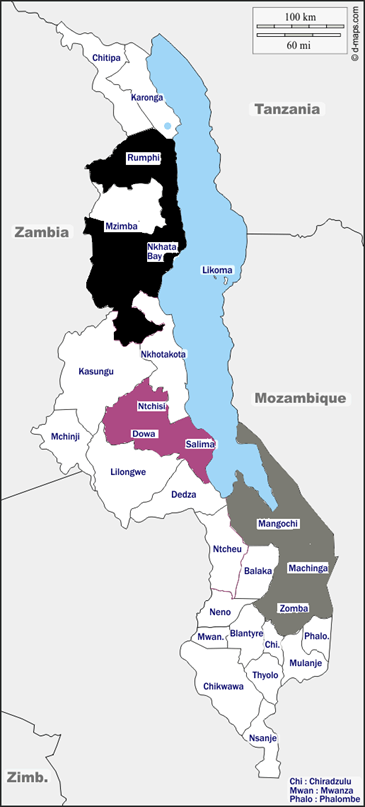 100 km
60 mi
© d-maps.com
Chitipa
Karonga
Tanzania
Rumphi
Mzimba
Zambia
Nkhata
Bay
Likoma
Nkhotakota
Kasungu
Mozambique
Ntchisi
Mchinji
Dowa
Salima
Lilongwe
Dedza
Mangochi
Ntcheu
Balaka
Machinga
Neno
Zomba
Mwan.
Blantyre
Chi.
Phalo.
Mulanje
Thyolo
Chikwawa
Nsanje
Zimb.
Chi : Chiradzulu
Mwan : Mwanza
Phalo : Phalombe